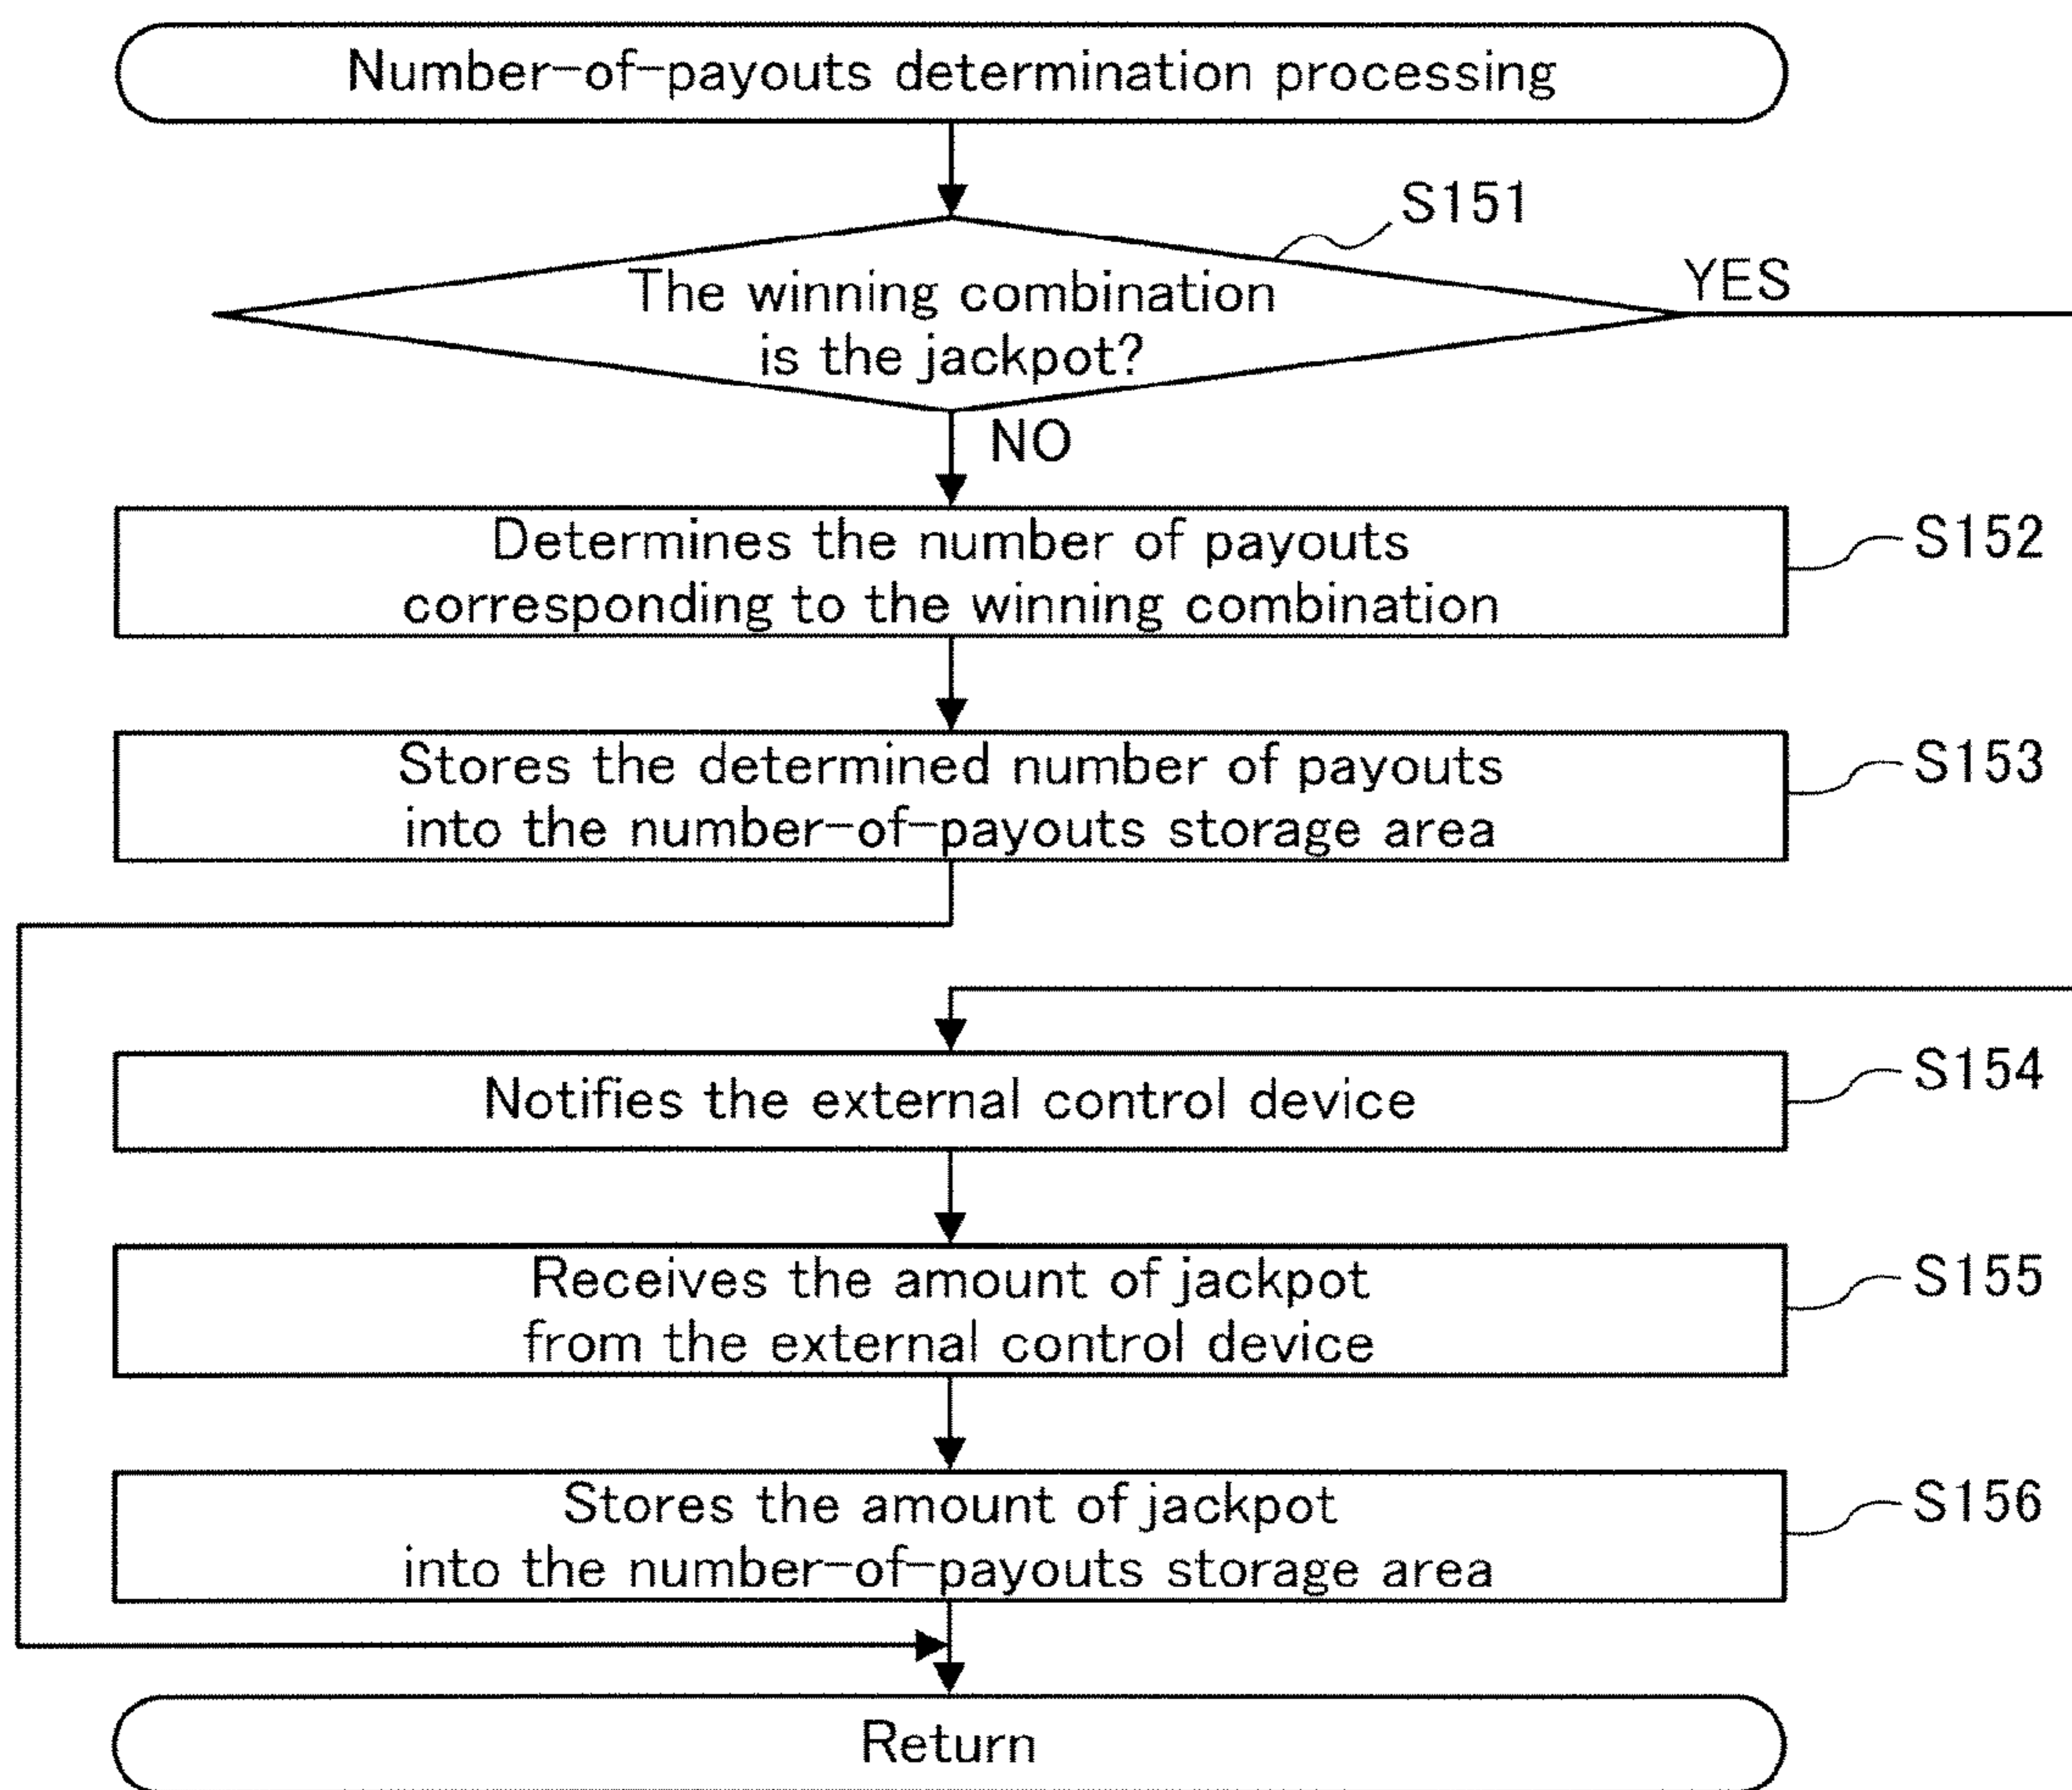 Number-of-payouts determination processing
S151
The winning combination
is the jackpot?
YES
NO
Determines the number of payouts
corresponding to the winning combination
S152
Stores the determined number of payouts
into the number-of-payouts storage area
S153
Notifies the external control device
S154
Receives the amount of jackpot
from the external control device
S155
Stores the amount of jackpot
into the number-of-payouts storage area
S156
Return